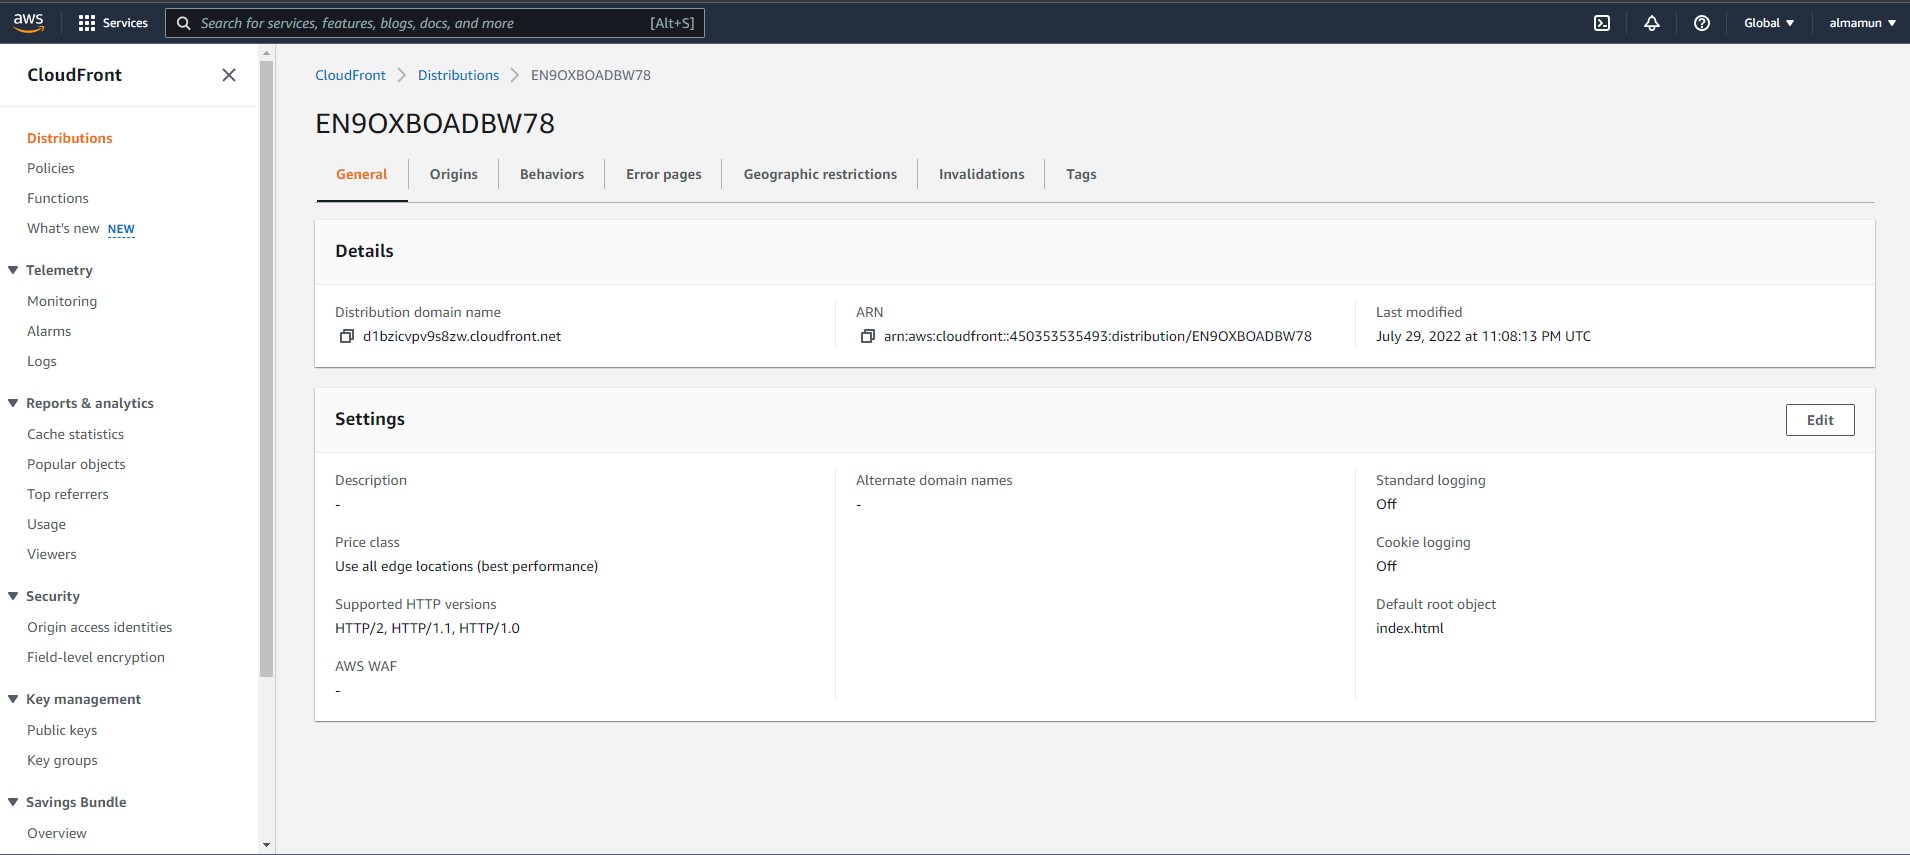 aws
Services
Search for services, features, blogs, docs, and more [Alt+S]
Global
almamun
CloudFront
Distributions
Policies
Functions
What's new NEW
Telemetry
Monitoring
Alarms
Logs
Reports & analytics
Cache statistics
Popular objects
Top referrers
Usage
Viewers
Security
Origin access identities
Field-level encryption
Key management
Public keys
Key groups
Savings Bundle
Overview
CloudFront Distributions EN9OXBOADBW78
EN9OXBOADBW78
General Origins Behaviors Error pages Geographic restrictions Invalidations Tags
Details
Distribution domain name
d1bzicvpv9s8zw.cloudfront.net
ARN
arn:aws:cloudfront::450353535493:distribution/EN9OXBOADBW78
Last modified
July 29, 2022 at 11:08:13 PM UTC
Settings
Edit
Description
-
Price class
Use all edge locations (best performance)
Supported HTTP versions
HTTP/2, HTTP/1.1, HTTP/1.0
AWS WAF
-
Alternate domain names
-
Standard logging
Off
Cookie logging
Off
Default root object
index.html